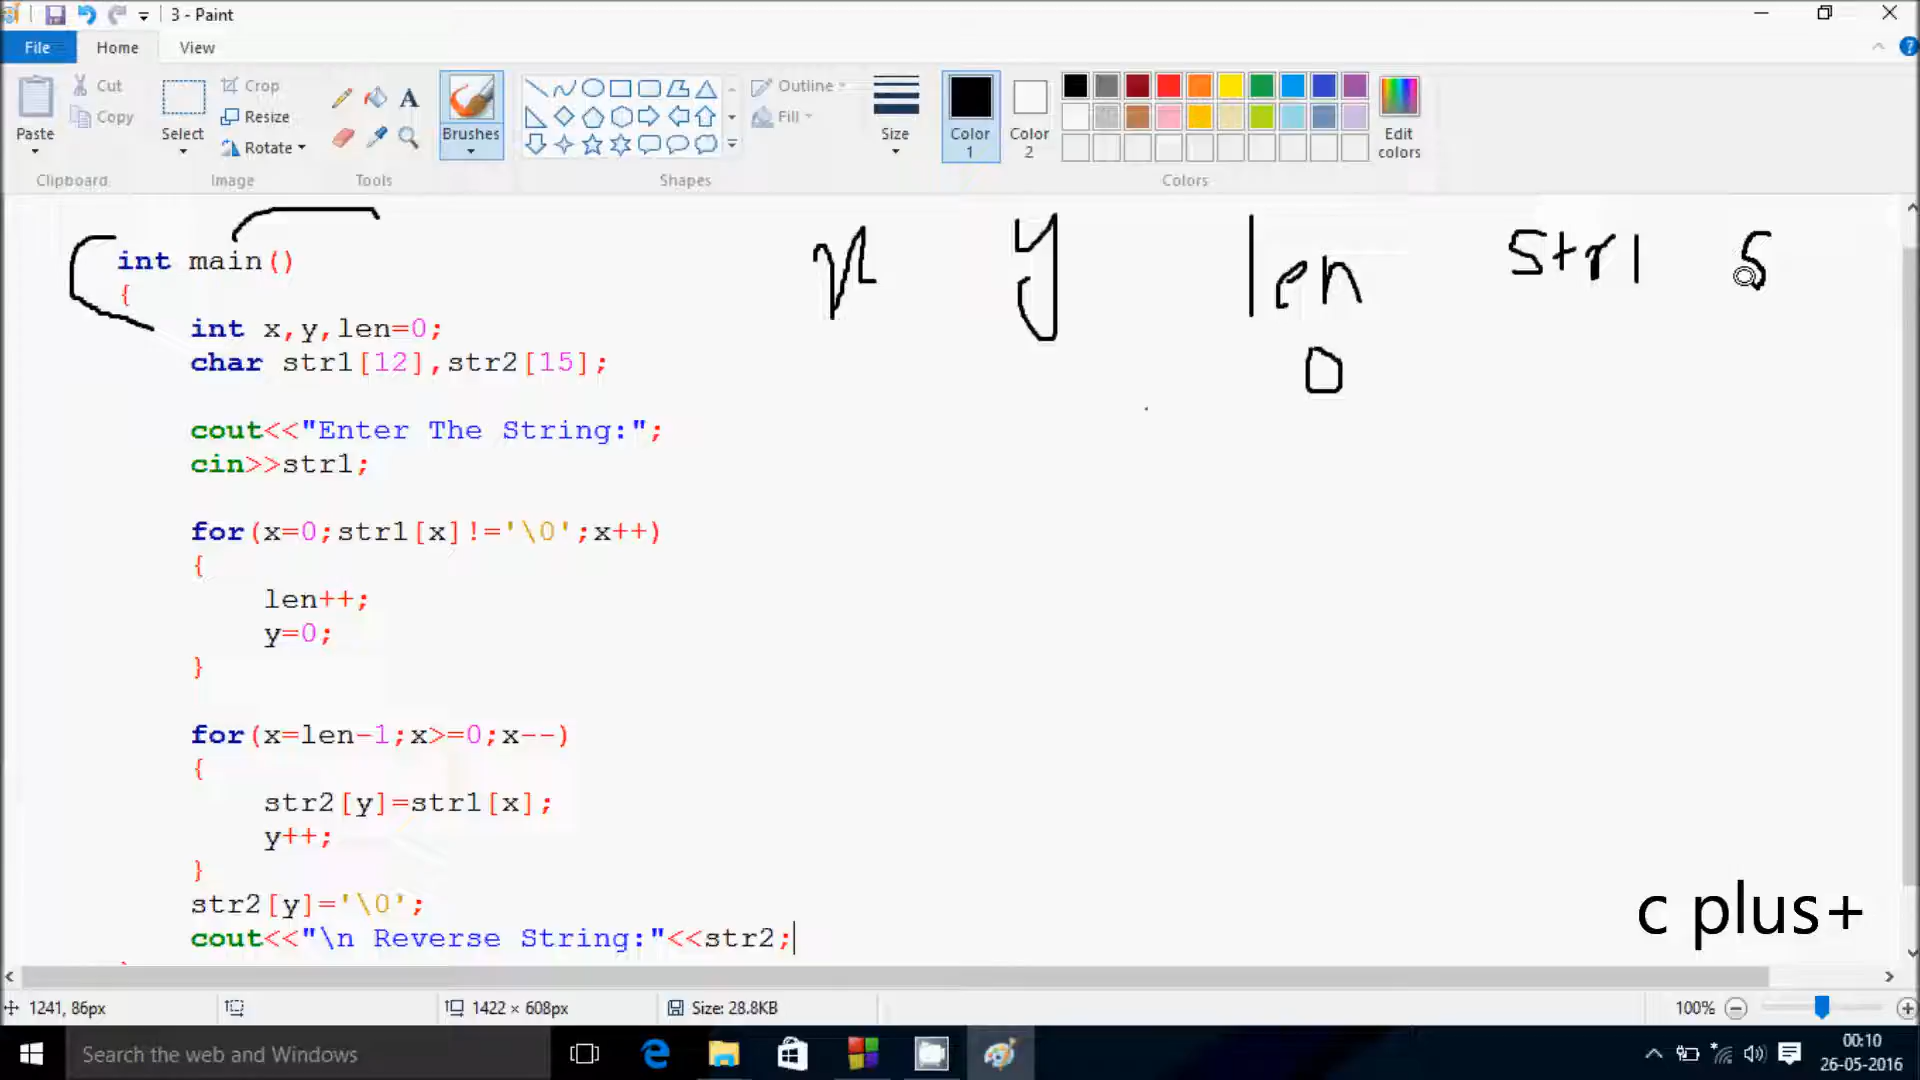 3 - Paint
File Home View
Paste Cut Copy Select Crop Resize Rotate Brushes Outline Fill Size Color 1 Color 2 Edit colors
Clipboard Image Tools Shapes Colors
int main() x y len str1 s
{
int x,y,len=0; 0
char str1[12],str2[15];
cout<<"Enter The String:";
cin>>str1;
for(x=0;str1[x]!='\0';x++)
{
len++;
y=0;
}
for(x=len-1;x>=0;x--)
{
str2[y]=str1[x];
y++;
}
str2[y]='\0';
cout<<"\n Reverse String:"<<str2;
c plus+
1241, 86px 1422 × 608px Size: 28.8KB 100%
Search the web and Windows
00:10
26-05-2016